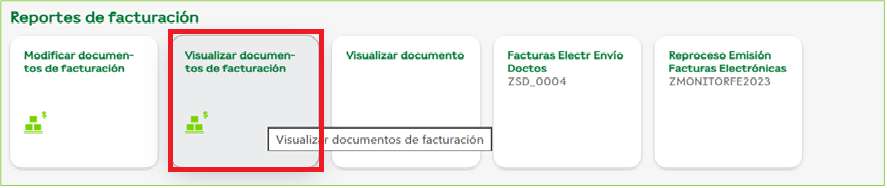 Reportes de facturación
Modificar documen-
tos de facturación
$
Visualizar documen-
tos de facturación
$
Visualizar documento
Facturas Electr Envío
Doctos
ZSD_0004
Reproceso Emisión
Facturas Electrónicas
ZMONITORFE2023
Visualizar documentos de facturación